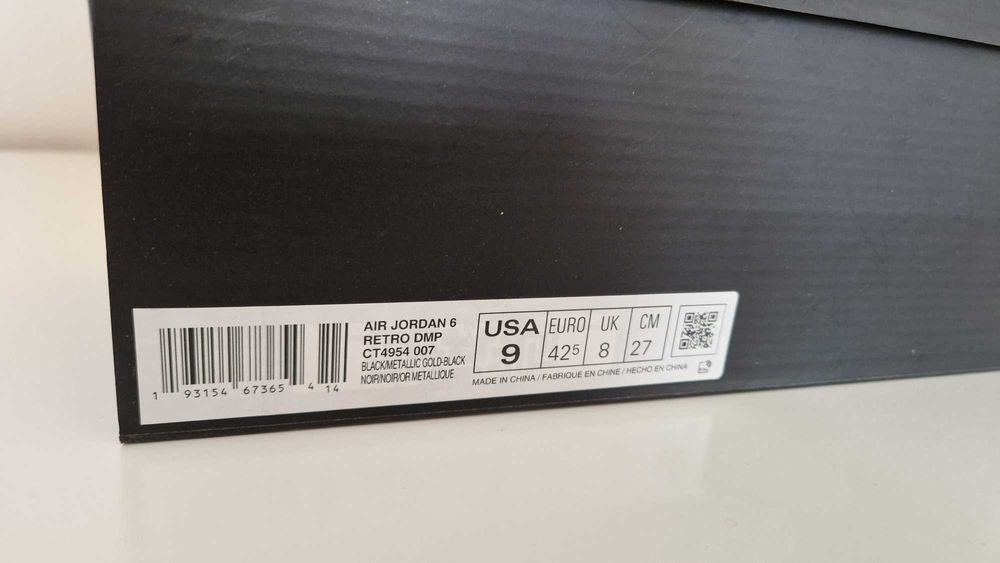 AIR JORDAN 6
RETRO DMP
CT4954 007
BLACK/METALLIC GOLD-BLACK
NOIR/NOIR/OR METALLIQUE
1 93154 67365 4 14
USA EURO UK CM
9 425 8 27
MADE IN CHINA / FABRIQUE EN CHINE / HECHO EN CHINA